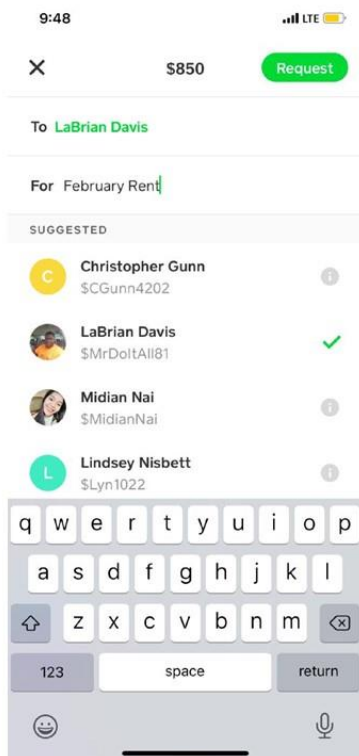 9:48 LTE
$850 Request
To LaBrian Davis
For February Rent
SUGGESTED
C Christopher Gunn
$CGunn4202
LaBrian Davis
$MrDoItAll81
Midian Nai
$MidianNai
L Lindsey Nisbett
$Lyn1022
q w e r t y u i o p
a s d f g h j k l
z x c v b n m
123 space return